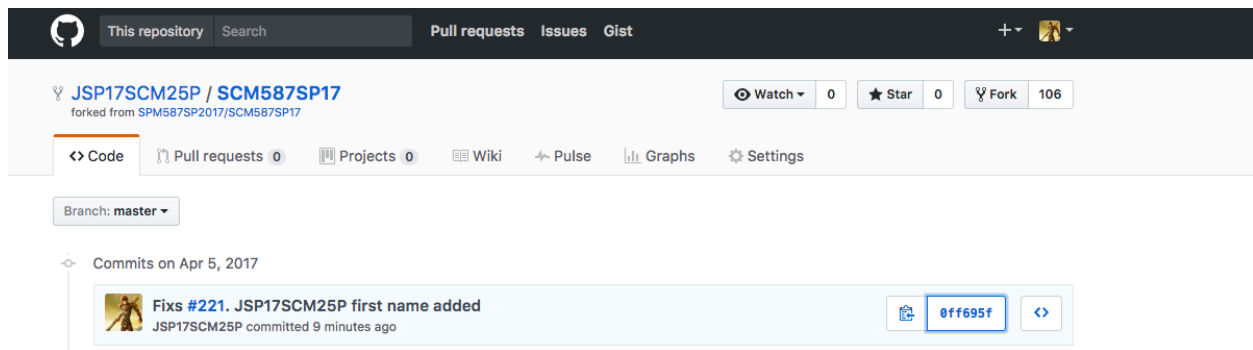 This repository Search Pull requests Issues Gist
JSP17SCM25P / SCM587SP17 Watch 0 Star 0 Fork 106
forked from SPM587SP2017/SCM587SP17
<> Code Pull requests 0 Projects 0 Wiki Pulse Graphs Settings
Branch: master
Commits on Apr 5, 2017
Fixs #221. JSP17SCM25P first name added
JSP17SCM25P committed 9 minutes ago
0ff695f <>